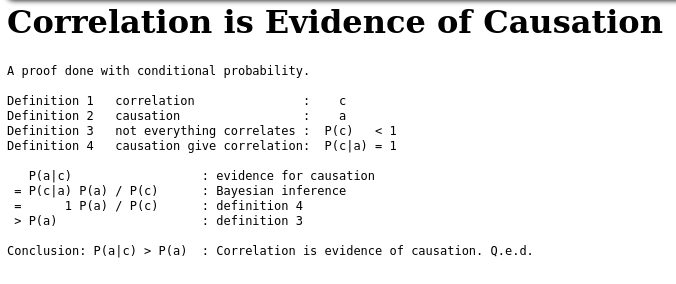 Correlation is Evidence of Causation
A proof done with conditional probability.
Definition 1   correlation               :    c
Definition 2   causation                 :    a
Definition 3   not everything correlates :  P(c)   < 1
Definition 4   causation give correlation:  P(c|a) = 1
   P(a|c)                  : evidence for causation
 = P(c|a) P(a) / P(c)      : Bayesian inference
 =      1 P(a) / P(c)      : definition 4
 > P(a)                    : definition 3
Conclusion: P(a|c) > P(a)  : Correlation is evidence of causation. Q.e.d.